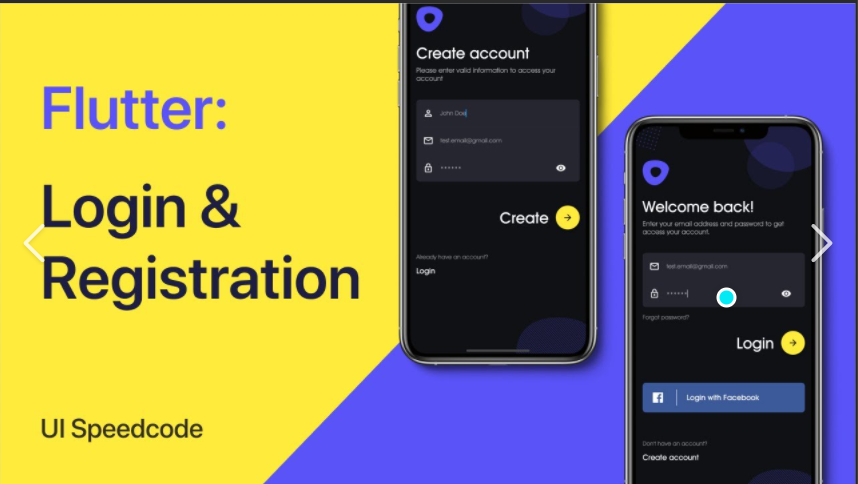 Flutter:
Login &
Registration
UI Speedcode
Create account
Please enter valid information to access your
account
John Doe
test.email@gmail.com
••••••
Create
Already have an account?
Login
Welcome back!
Enter your email address and password to get
access your account.
test.email@gmail.com
••••••
Forgot password?
Login
Login with Facebook
Don't have an account?
Create account